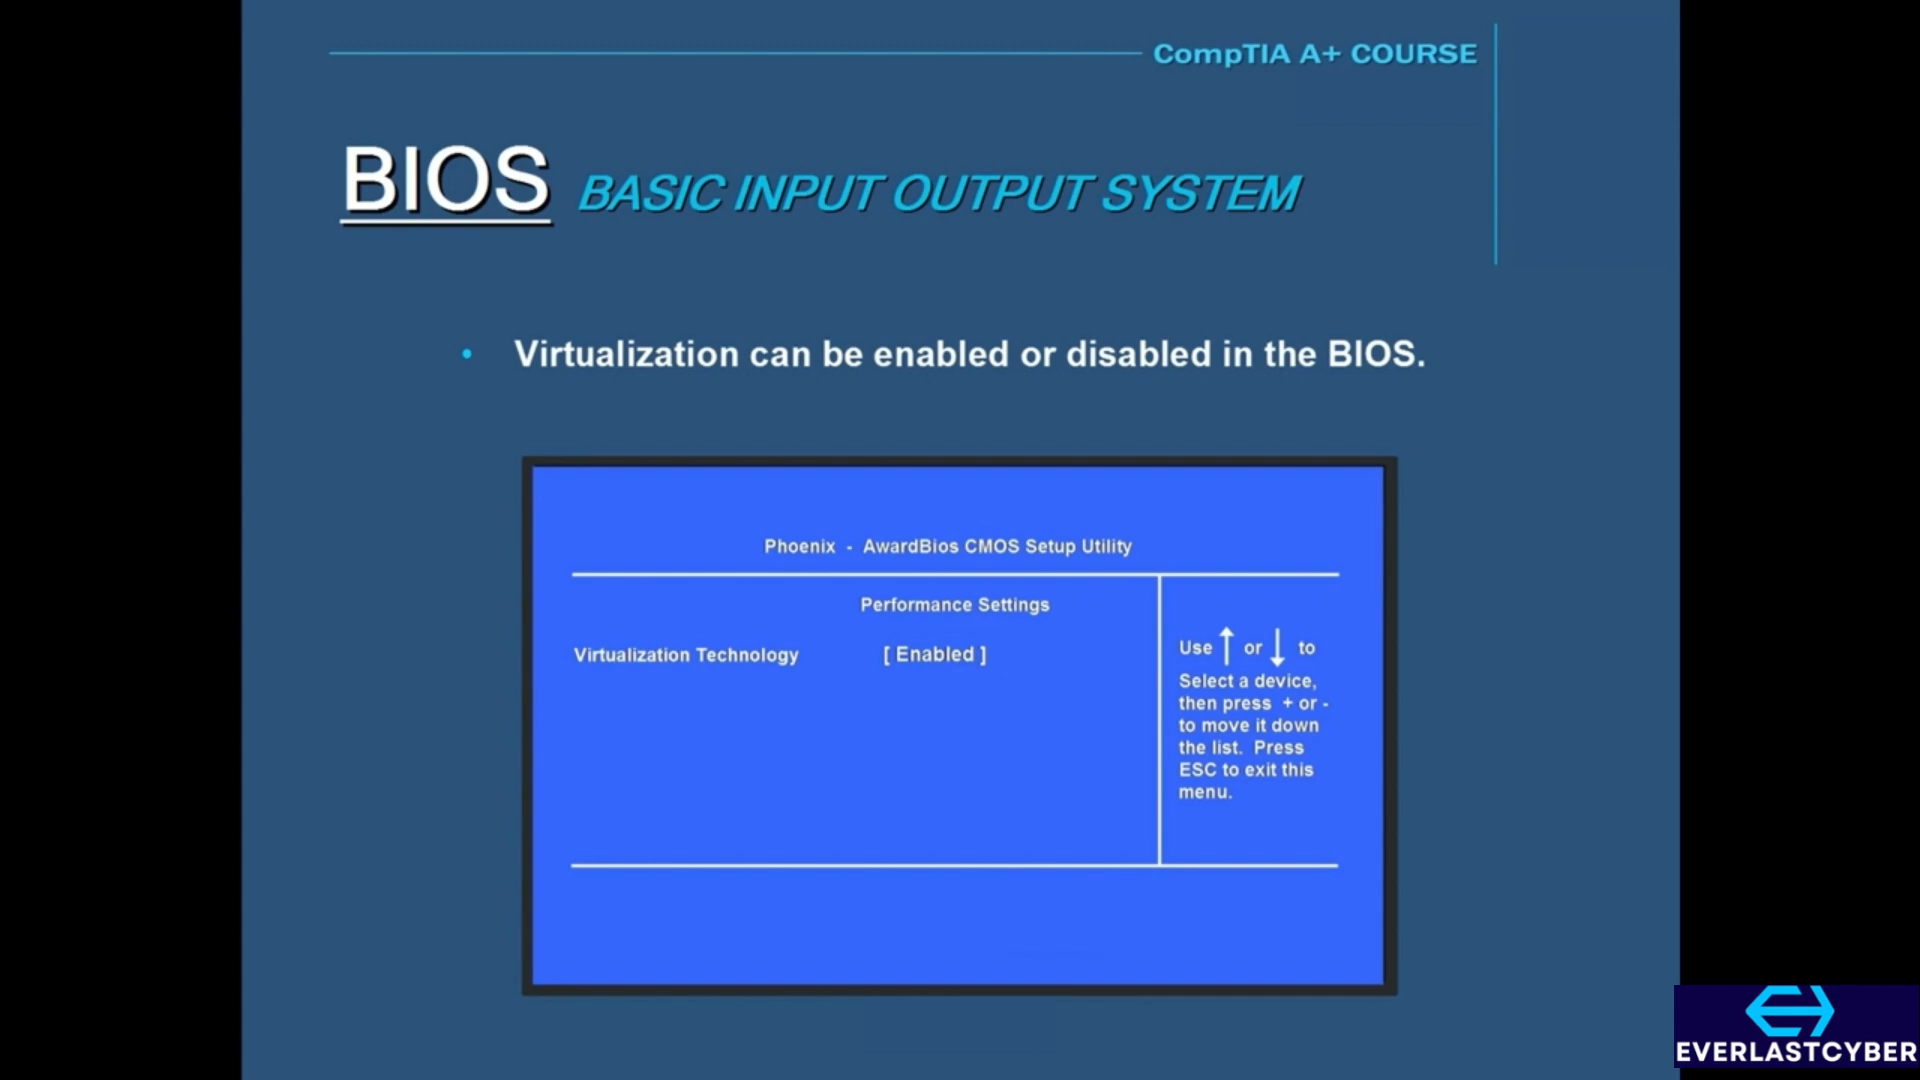 CompTIA A+ COURSE
BIOS BASIC INPUT OUTPUT SYSTEM
• Virtualization can be enabled or disabled in the BIOS.
Phoenix - AwardBios CMOS Setup Utility
Performance Settings
Virtualization Technology [ Enabled ]
Use ↑ or ↓ to
Select a device,
then press + or -
to move it down
the list. Press
ESC to exit this
menu.
EVERLASTCYBER